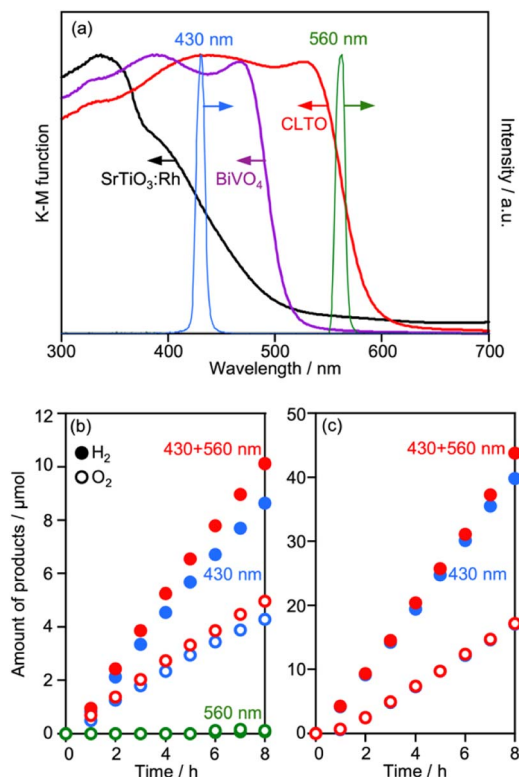 (a)
430 nm
560 nm
K-M function
Intensity / a.u.
SrTiO3:Rh
BiVO4
CLTO
300 400 500 600 700
Wavelength / nm
(b)
H2
O2
430+560 nm
430 nm
560 nm
Amount of products / μmol
12
10
8
6
4
2
0
0 2 4 6 8
Time / h
(c)
430+560 nm
430 nm
50
40
30
20
10
0
0 2 4 6 8
Time / h